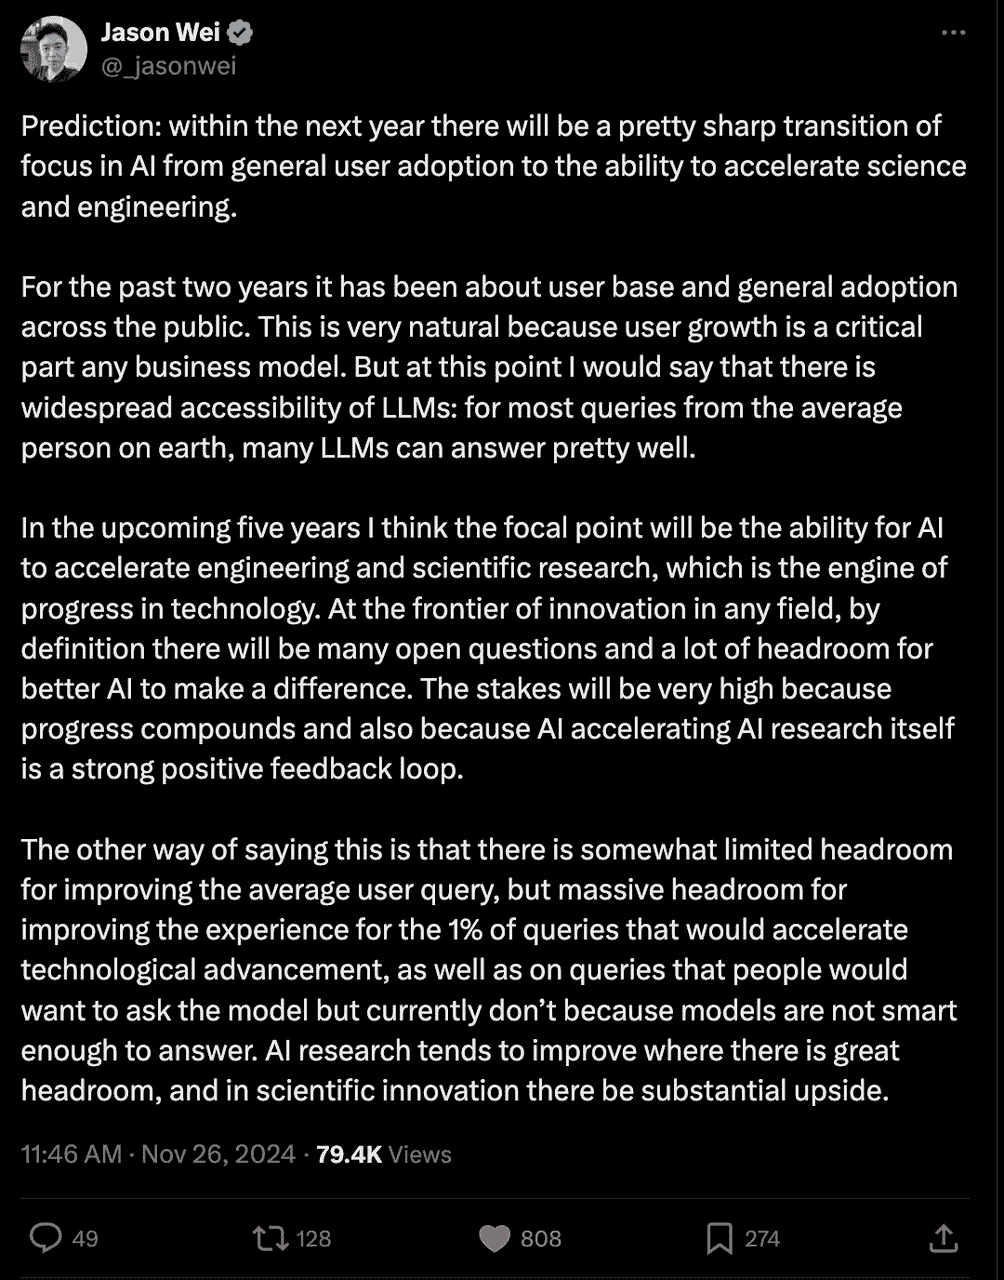 Jason Wei
@_jasonwei
Prediction: within the next year there will be a pretty sharp transition of
focus in AI from general user adoption to the ability to accelerate science
and engineering.
For the past two years it has been about user base and general adoption
across the public. This is very natural because user growth is a critical
part any business model. But at this point I would say that there is
widespread accessibility of LLMs: for most queries from the average
person on earth, many LLMs can answer pretty well.
In the upcoming five years I think the focal point will be the ability for AI
to accelerate engineering and scientific research, which is the engine of
progress in technology. At the frontier of innovation in any field, by
definition there will be many open questions and a lot of headroom for
better AI to make a difference. The stakes will be very high because
progress compounds and also because AI accelerating AI research itself
is a strong positive feedback loop.
The other way of saying this is that there is somewhat limited headroom
for improving the average user query, but massive headroom for
improving the experience for the 1% of queries that would accelerate
technological advancement, as well as on queries that people would
want to ask the model but currently don’t because models are not smart
enough to answer. AI research tends to improve where there is great
headroom, and in scientific innovation there be substantial upside.
11:46 AM · Nov 26, 2024 · 79.4K Views
49 128 808 274